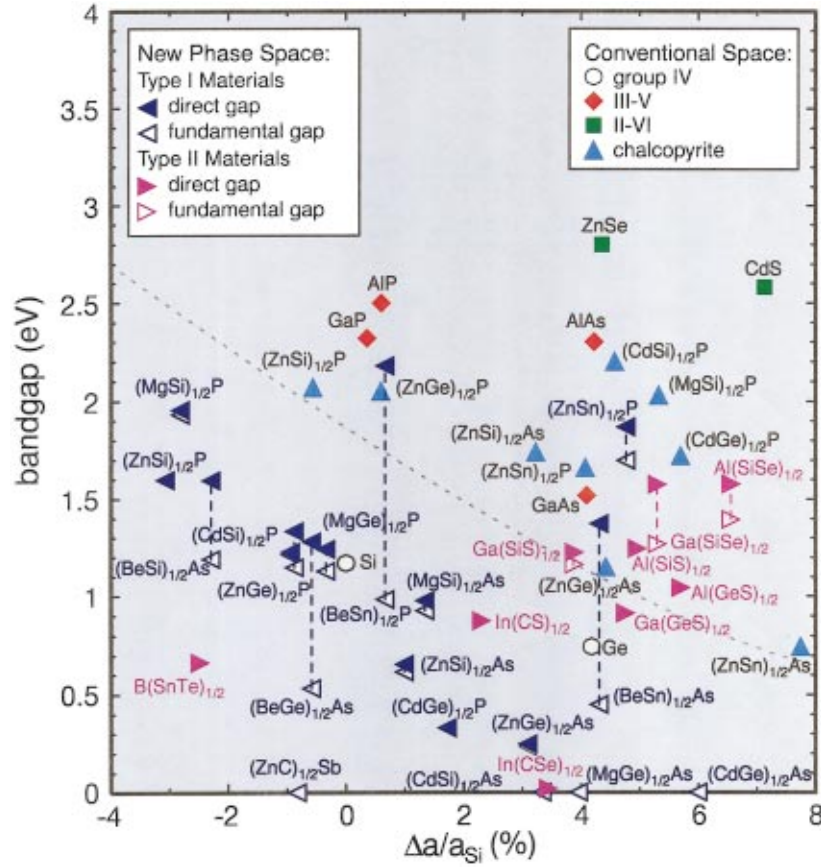 4
3.5
3
2.5
2
1.5
1
0.5
0
bandgap (eV)
New Phase Space:
Type I Materials
direct gap
fundamental gap
Type II Materials
direct gap
fundamental gap
Conventional Space:
group IV
III-V
II-VI
chalcopyrite
ZnSe
CdS
AlP
GaP
AlAs
(ZnSi)1/2P
(CdSi)1/2P
(MgSi)1/2P
(ZnGe)1/2P
(MgSi)1/2P
(ZnSn)1/2P
(ZnSi)1/2As
(CdGe)1/2P
(ZnSi)1/2P
(ZnSn)1/2P
Al(SiSe)1/2
GaAs
(MgGe)1/2P
(CdSi)1/2P
Si
Ga(SiS)1/2
Ga(SiSe)1/2
(BeSi)1/2As
Al(SiS)1/2
(ZnGe)1/2P
(MgSi)1/2As
(ZnGe)1/2As
Al(GeS)1/2
(BeSn)1/2P
In(CS)1/2
Ga(GeS)1/2
Ge
B(SnTe)1/2
(ZnSi)1/2As
(ZnSn)1/2As
(BeGe)1/2As
(CdGe)1/2P
(ZnGe)1/2As
(BeSn)1/2As
(ZnC)1/2Sb
(CdSi)1/2As
In(CSe)1/2
(MgGe)1/2As
(CdGe)1/2As
-4 -2 0 2 4 6 8
Δa/aSi (%)